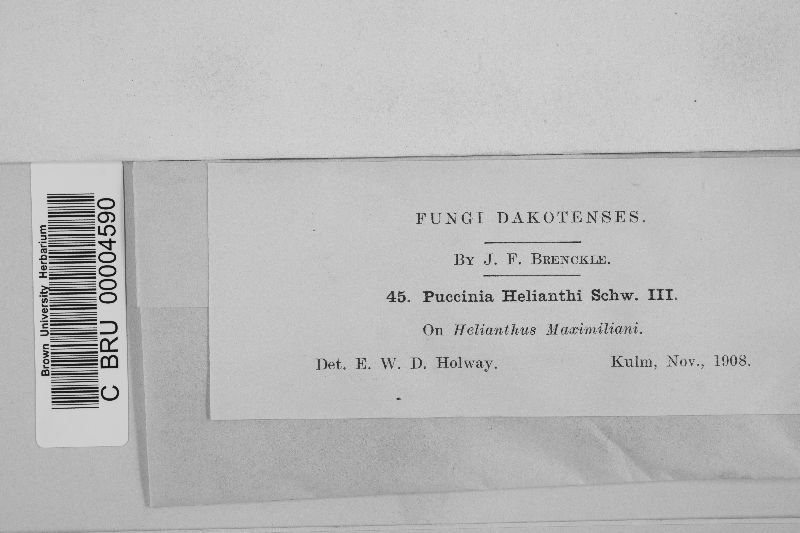 FUNGI DAKOTENSES.
By J. F. Brenckle.
45. Puccinia Helianthi Schw. III.
On Helianthus Maximiliani.
Det. E. W. D. Holway. Kulm, Nov., 1908.
Brown University Herbarium
C BRU 00004590